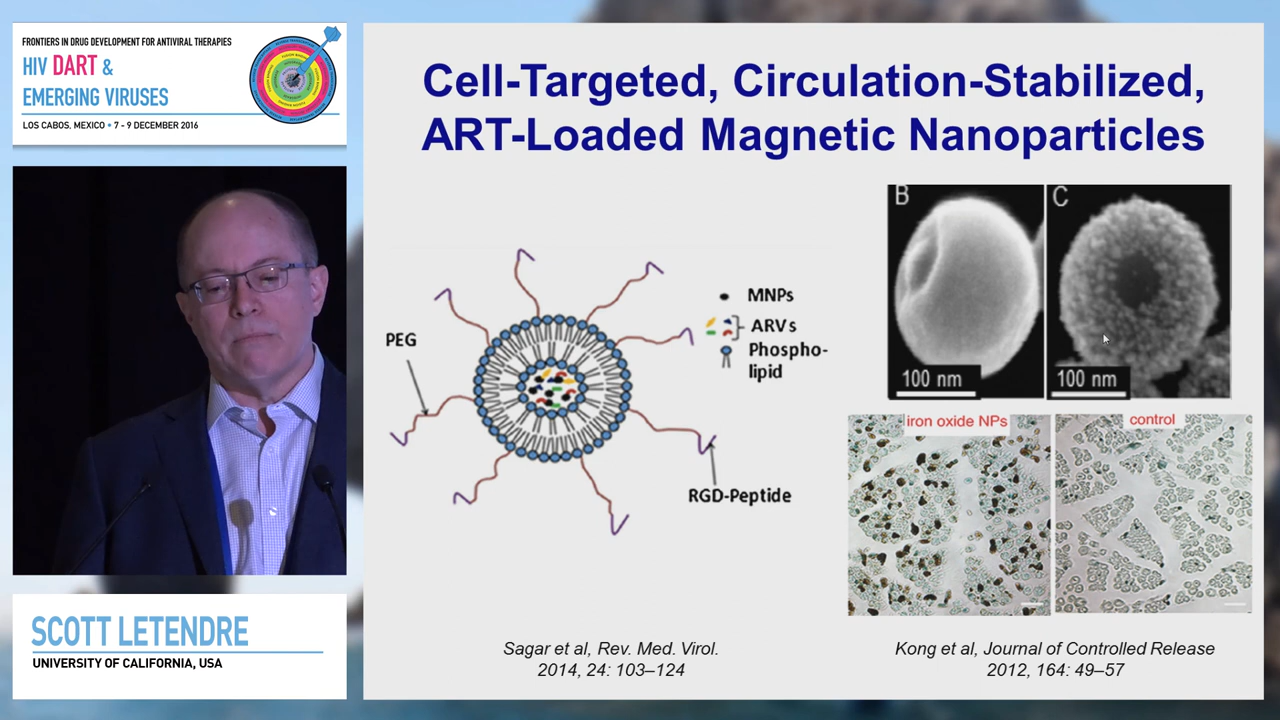 FRONTIERS IN DRUG DEVELOPMENT FOR ANTIVIRAL THERAPIES
HIV DART &
EMERGING VIRUSES
LOS CABOS, MEXICO • 7 - 9 DECEMBER 2016
SCOTT LETENDRE
UNIVERSITY OF CALIFORNIA, USA
Cell-Targeted, Circulation-Stabilized,
ART-Loaded Magnetic Nanoparticles
PEG
MNPs
ARVs
Phospho-
lipid
RGD-Peptide
B
C
100 nm
100 nm
iron oxide NPs
control
Sagar et al, Rev. Med. Virol.
2014, 24: 103–124
Kong et al, Journal of Controlled Release
2012, 164: 49–57